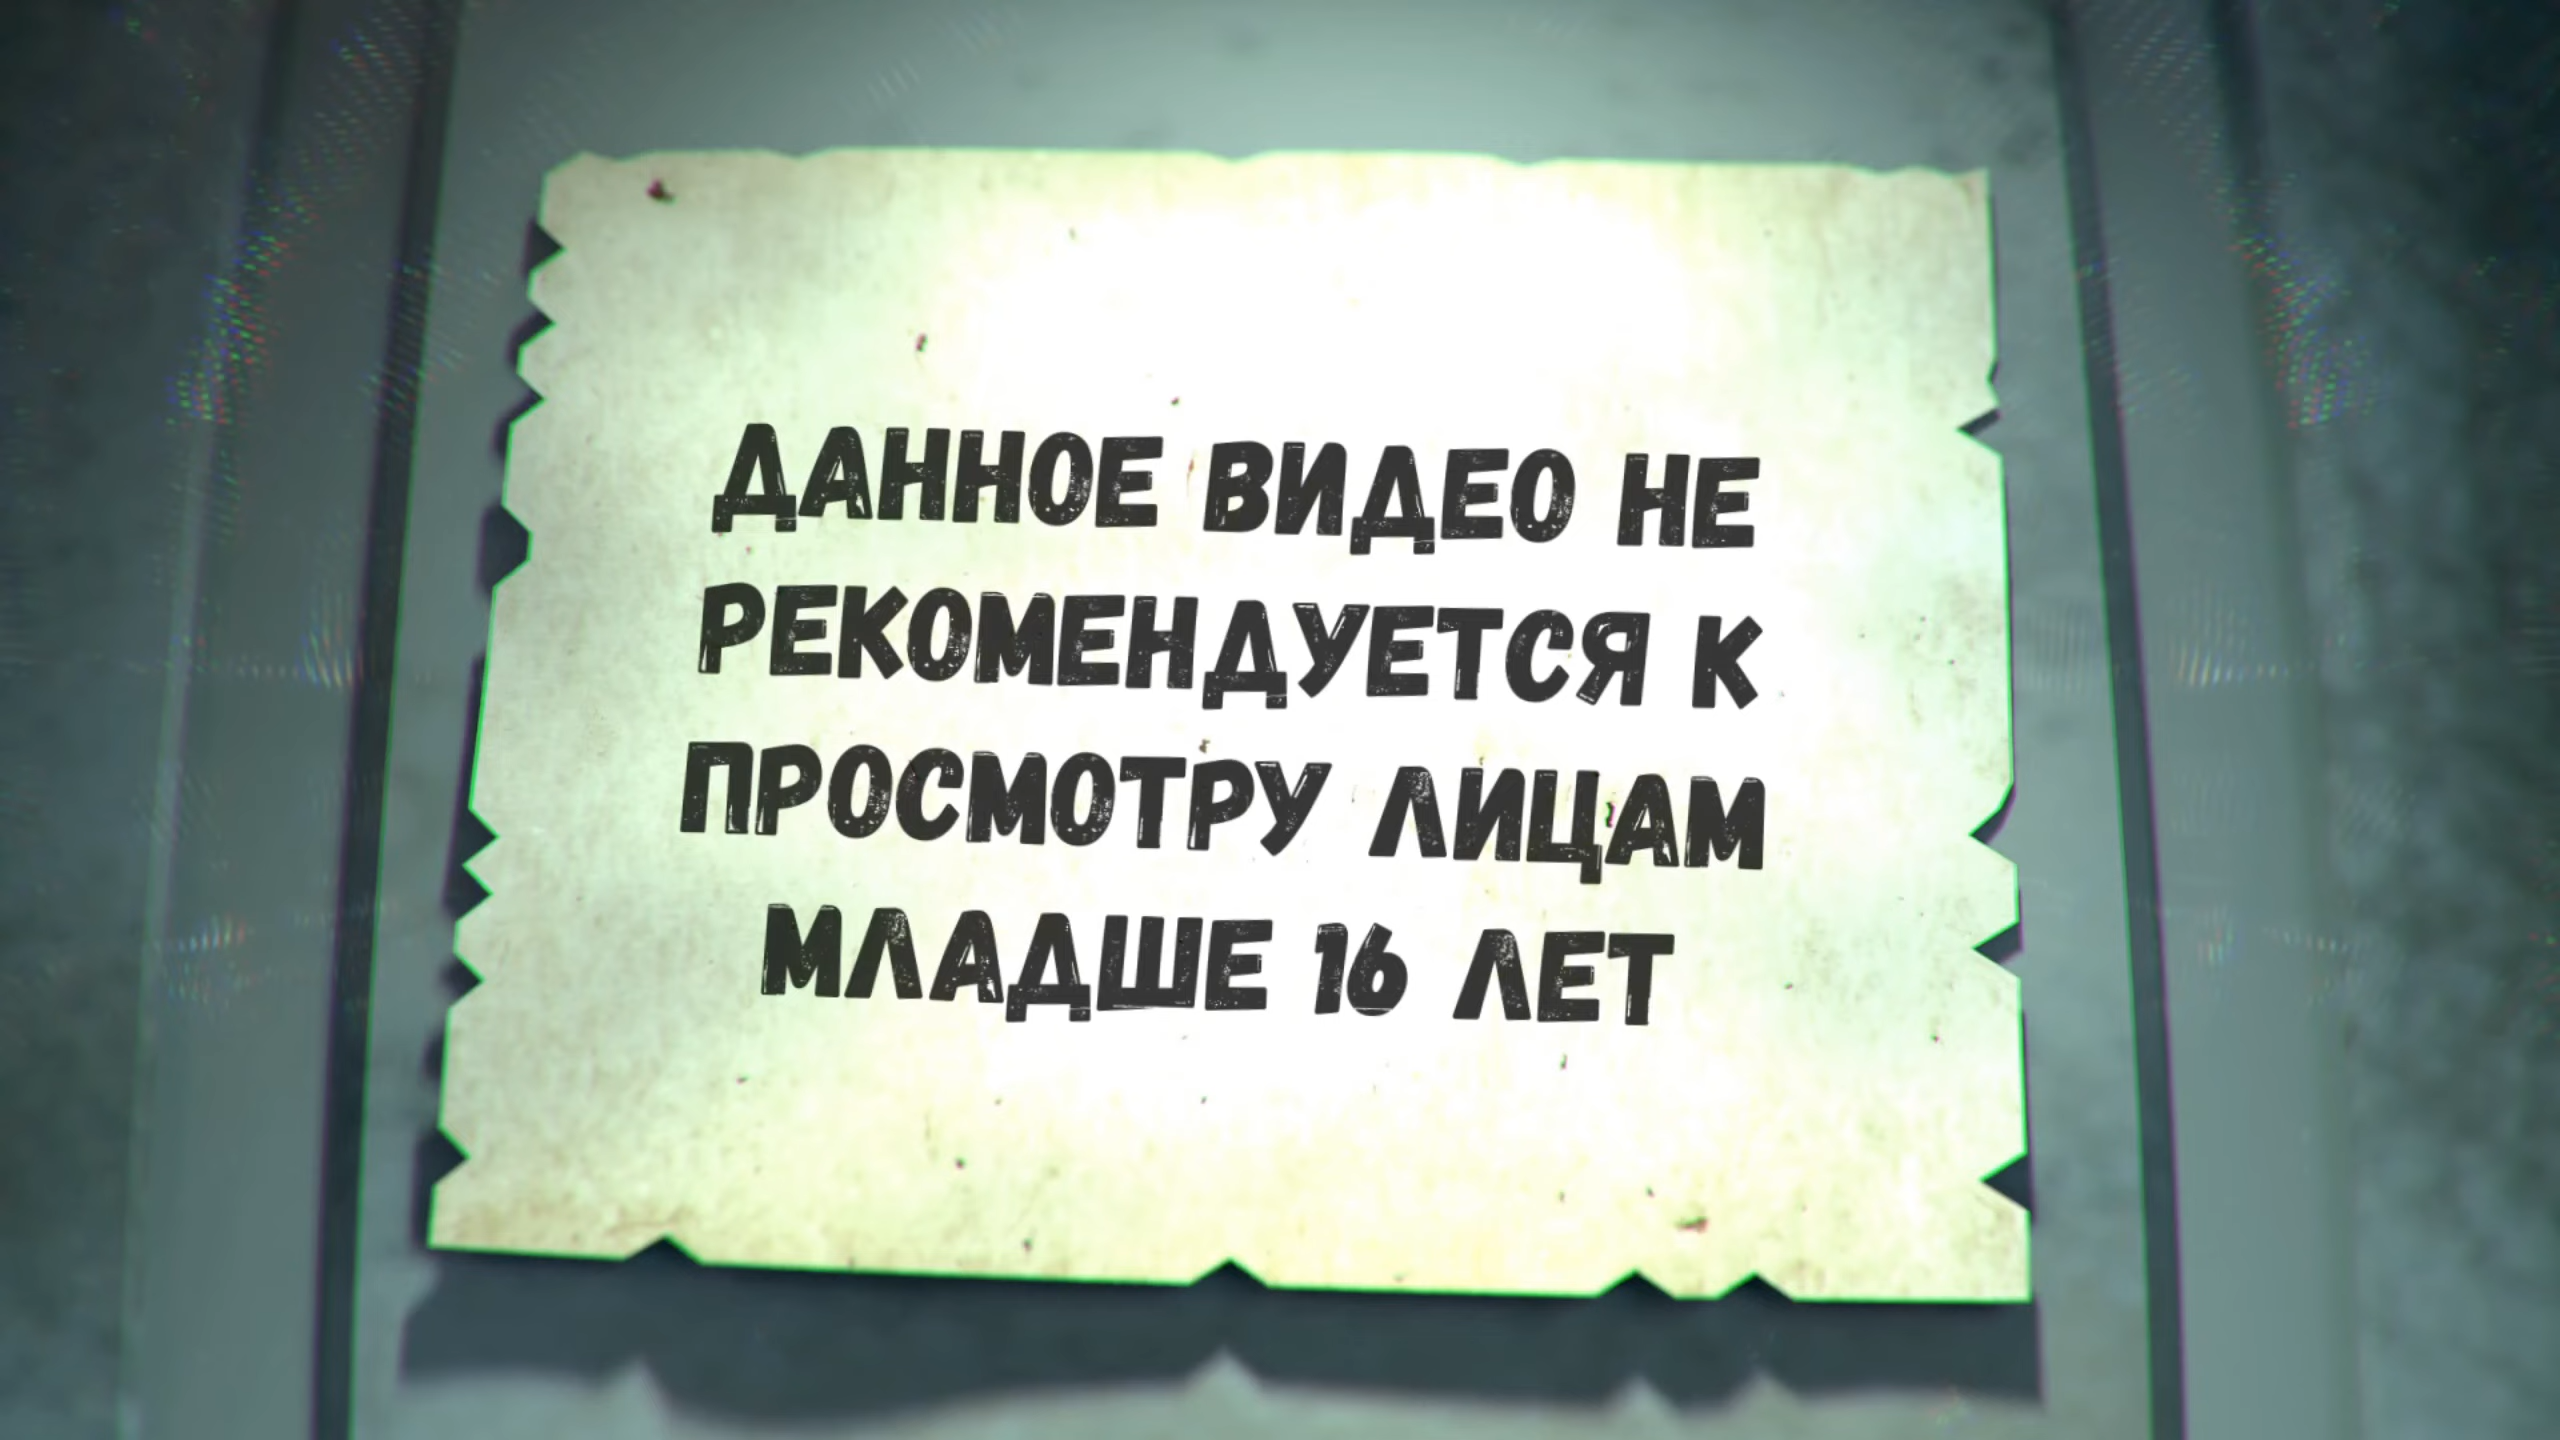 ДАННОЕ ВИДЕО НЕ
РЕКОМЕНДУЕТСЯ К
ПРОСМОТРУ ЛИЦАМ
МЛАДШЕ 16 ЛЕТ